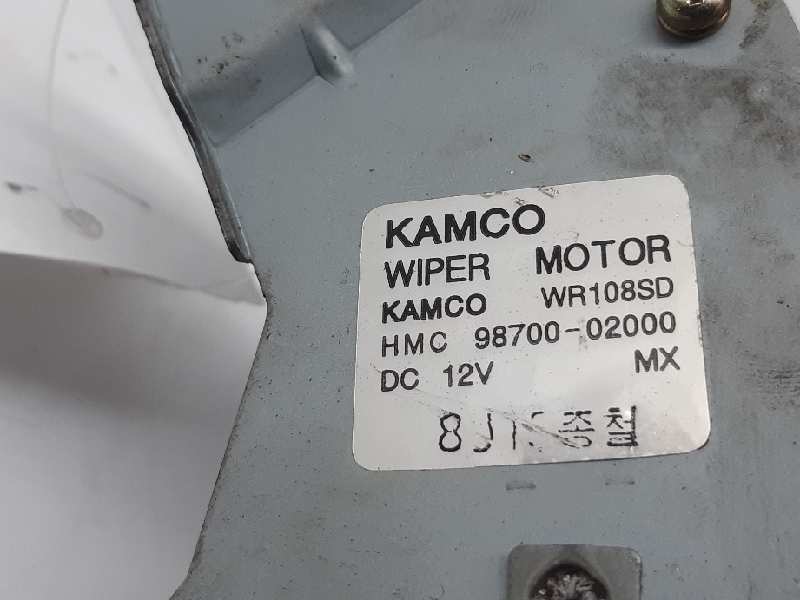 KAMCO
WIPER MOTOR
KAMCO WR108SD
HMC 98700-02000
DC 12V MX
종철